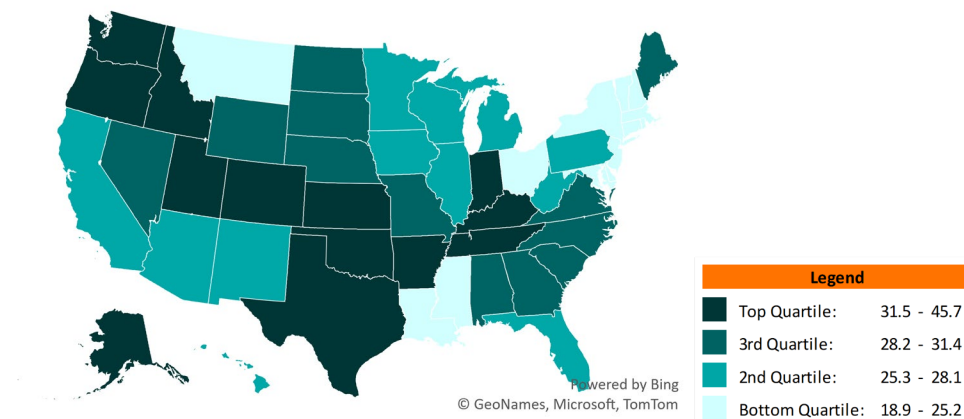 Powered by Bing
© GeoNames, Microsoft, TomTom
Legend
Top Quartile: 31.5 - 45.7
3rd Quartile: 28.2 - 31.4
2nd Quartile: 25.3 - 28.1
Bottom Quartile: 18.9 - 25.2